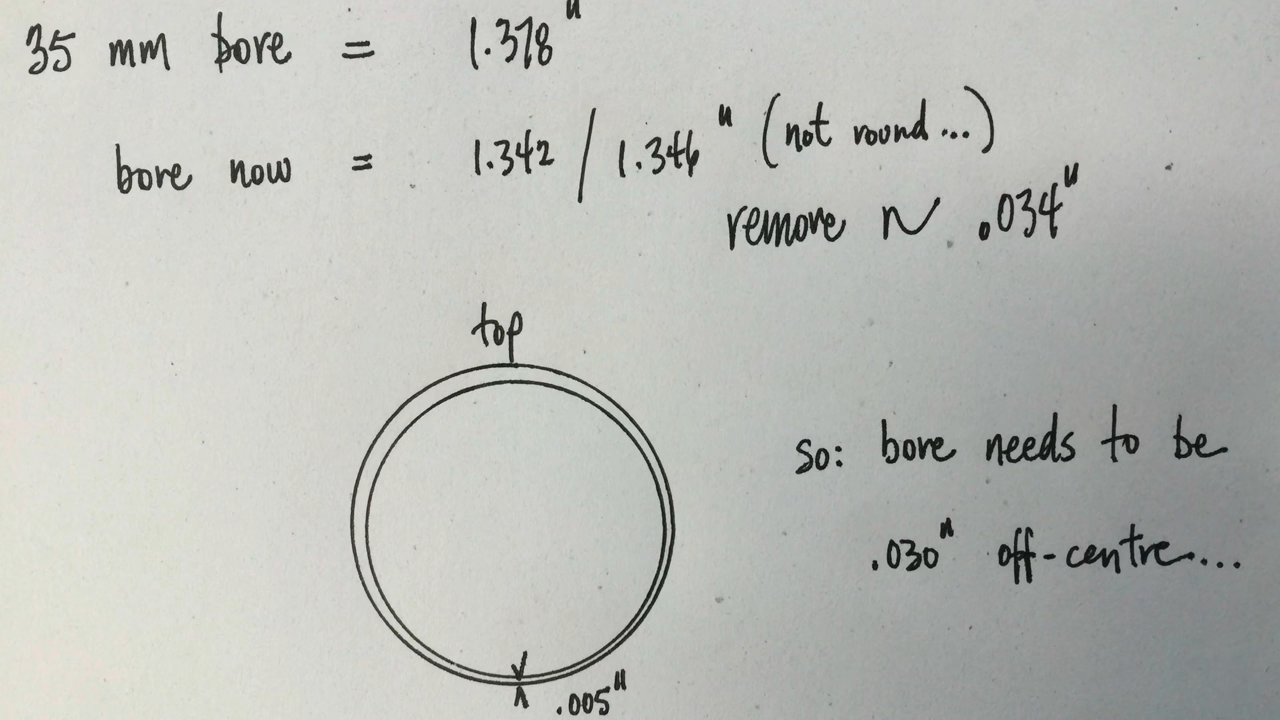 35 mm bore = 1.378"
bore now = 1.342 / 1.346" (not round...)
remove ~ .034"
top
so: bore needs to be
.030" off-centre...
.005"